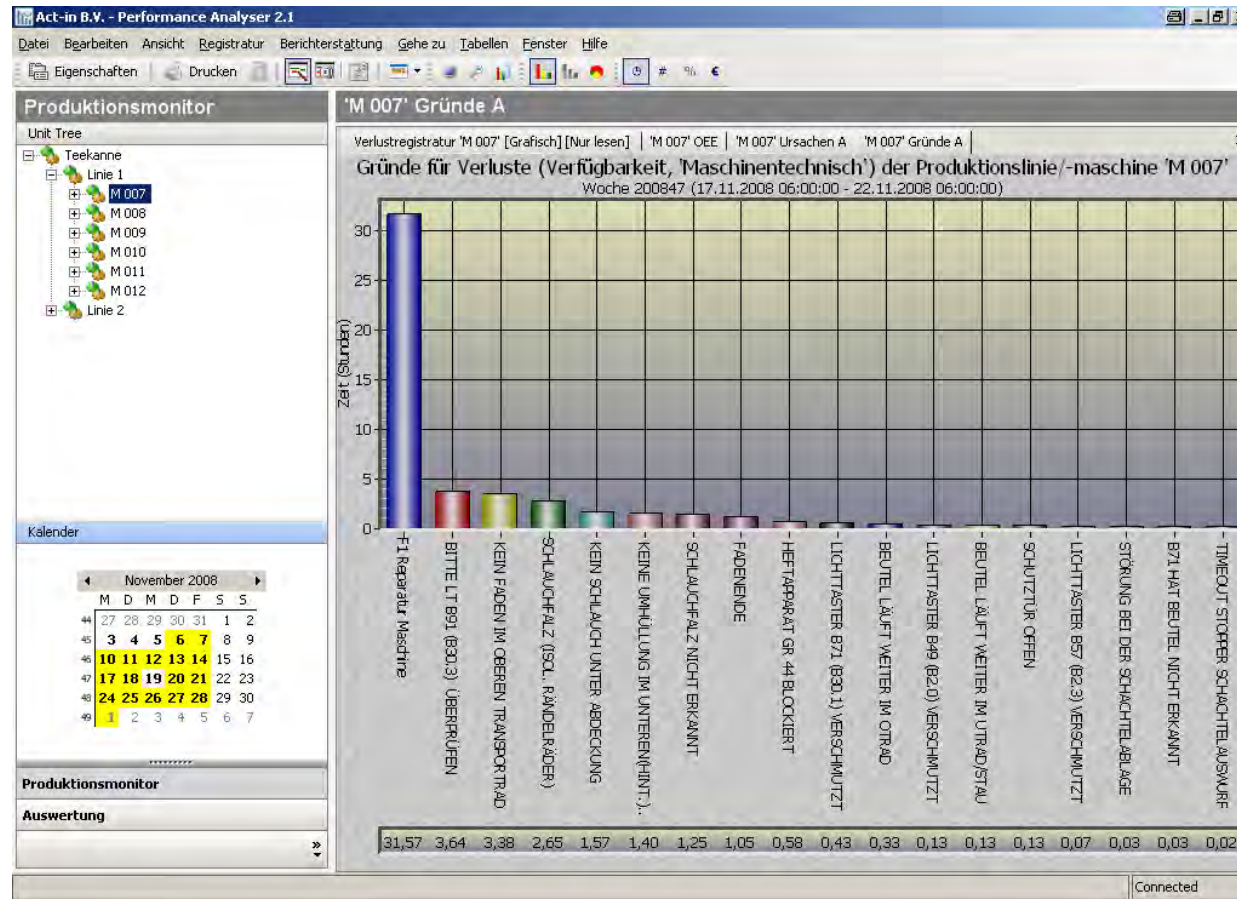 Act-in B.V. - Performance Analyser 2.1
Datei Bearbeiten Ansicht Registratur Berichterstattung Gehe zu Tabellen Fenster Hilfe
Eigenschaften Drucken # % €
Produktionsmonitor
Unit Tree
Teekanne
Linie 1
M 007
M 008
M 009
M 010
M 011
M 012
Linie 2
Kalender
November 2008
M D M D F S S
44 27 28 29 30 31 1 2
45 3 4 5 6 7 8 9
46 10 11 12 13 14 15 16
47 17 18 19 20 21 22 23
48 24 25 26 27 28 29 30
49 1 2 3 4 5 6 7
Produktionsmonitor
Auswertung
'M 007' Gründe A
Verlustregistratur 'M 007' [Grafisch] [Nur lesen] 'M 007' OEE 'M 007' Ursachen A 'M 007' Gründe A
Gründe für Verluste (Verfügbarkeit, 'Maschinentechnisch') der Produktionslinie/-maschine 'M 007'
Woche 200847 (17.11.2008 06:00:00 - 22.11.2008 06:00:00)
Zeit (Stunden)
30
25
20
15
10
5
0
F1 Reparatur Maschine
BITTE LT B91 (B30,3) ÜBERPRÜFEN
KEIN FADEN IM OBEREN TRANSPORTRAD
SCHLAUCHFALZ (ISOL. RÄNDELRÄDER)
KEIN SCHLAUCH UNTER ABDECKUNG
KEINE UMHÜLLUNG IM UNTEREN(HINT.)..
SCHLAUCHFALZ NICHT ERKANNT
FADENENDE
HEFTAPPARAT GR 44 BLOCKIERT
LICHTTASTER B71 (B30.1) VERSCHMUTZT
BEUTEL LÄUFT WEITER IM OTRAD
LICHTTASTER B49 (B2.0) VERSCHMUTZT
BEUTEL LÄUFT WEITER IM UTRAD/STAU
SCHUTZTÜR OFFEN
LICHTTASTER B57 (B2.3) VERSCHMUTZT
STÖRUNG BEI DER SCHACHTELABLAGE
B71 HAT BEUTEL NICHT ERKANNT
TIMEOUT STOPPER SCHACHTELAUSWURF
31,57 3,64 3,38 2,65 1,57 1,40 1,25 1,05 0,58 0,43 0,33 0,13 0,13 0,13 0,07 0,03 0,03 0,02
Connected